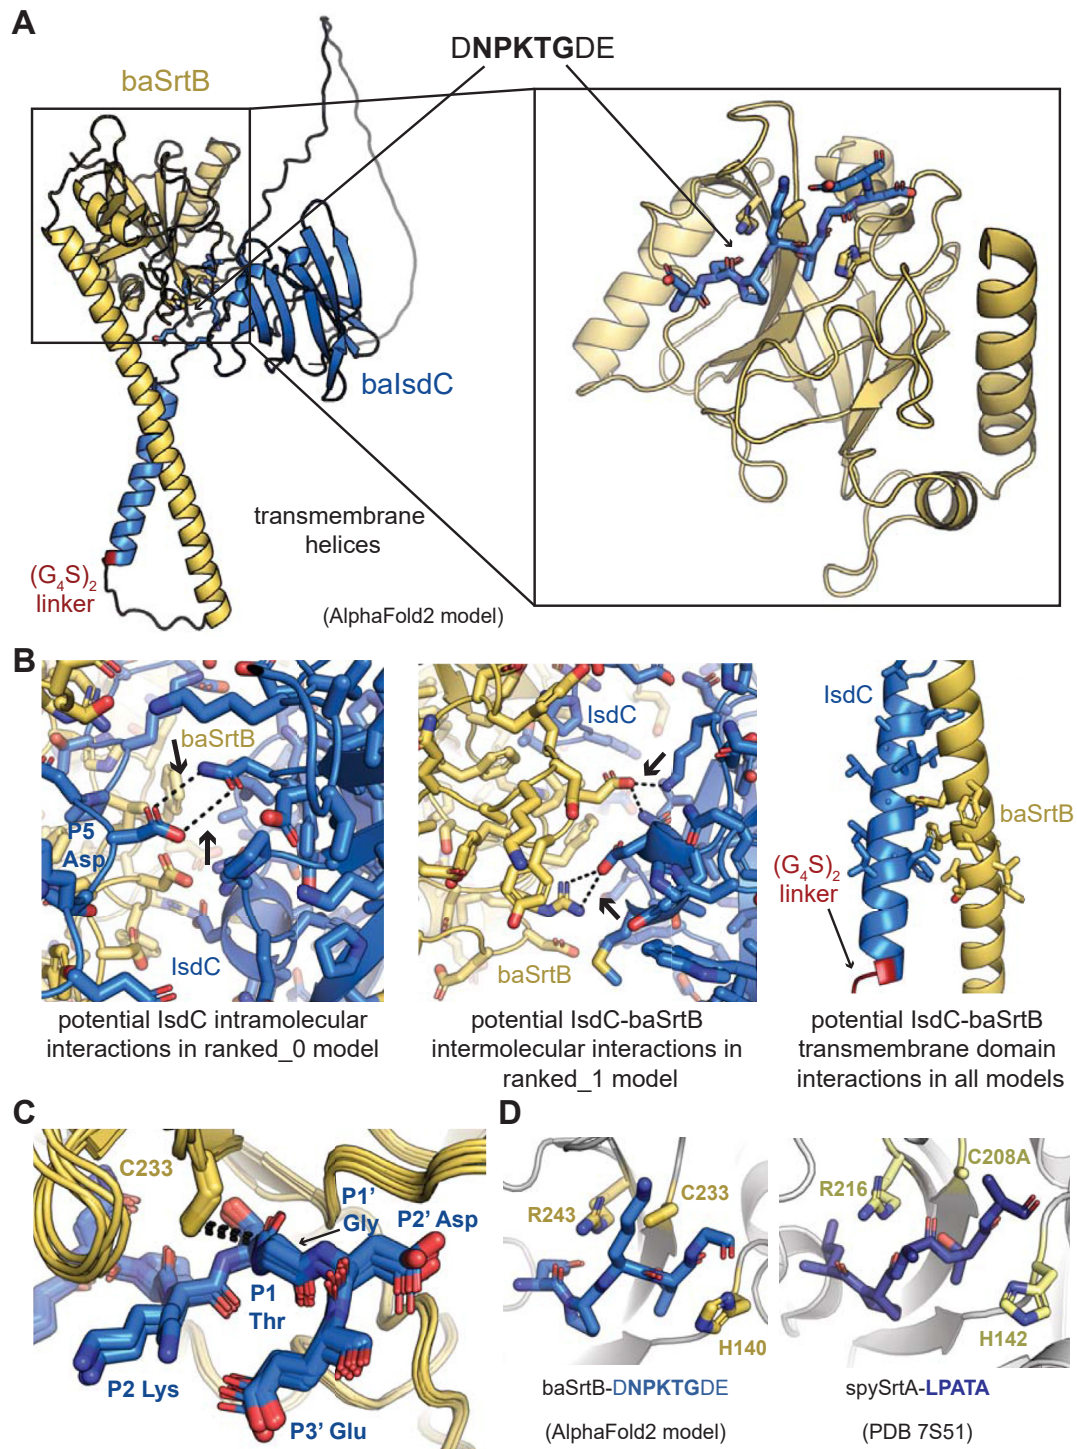 A
DNPKTGDE
baSrtB
baIsdC
transmembrane
helices
(G₄S)₂
linker
(AlphaFold2 model)
B
baSrtB
P5
Asp
IsdC
potential IsdC intramolecular
interactions in ranked_0 model
IsdC
baSrtB
potential IsdC-baSrtB
intermolecular interactions in
ranked_1 model
IsdC
baSrtB
(G₄S)₂
linker
potential IsdC-baSrtB
transmembrane domain
interactions in all models
C
C233
P1'
Gly
P2' Asp
P1
Thr
P2 Lys
P3' Glu
D
R243
C233
H140
baSrtB-DNPKTGDE
(AlphaFold2 model)
C208A
R216
H142
spySrtA-LPATA
(PDB 7S51)